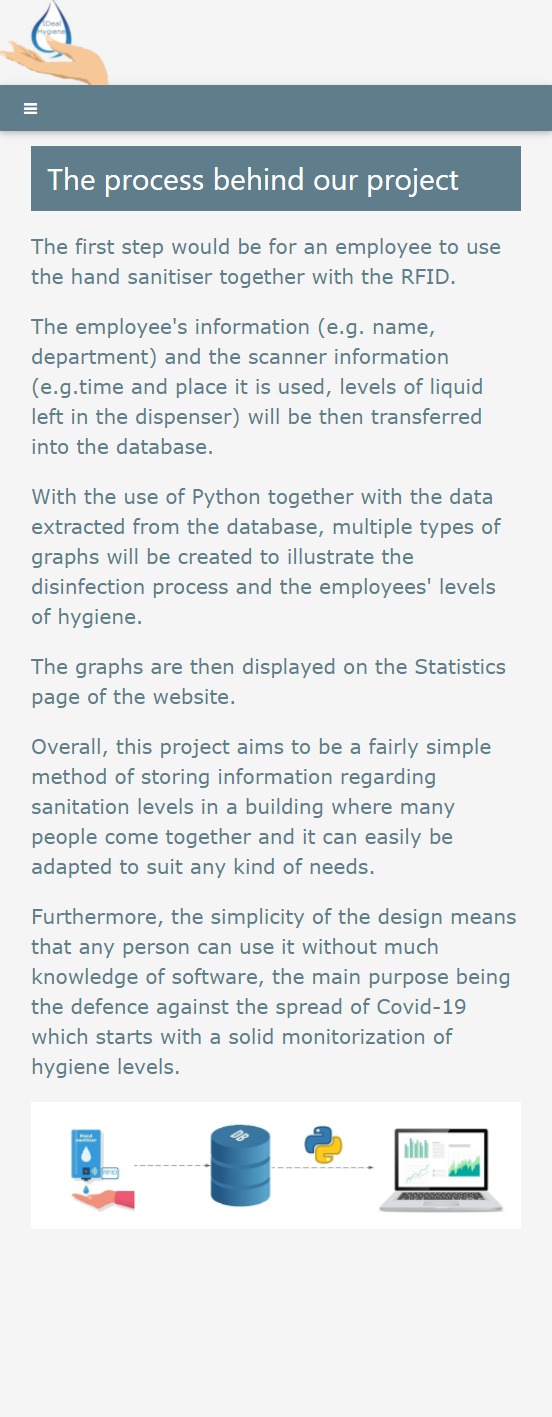 IDeal
Hygiene
The process behind our project
The first step would be for an employee to use
the hand sanitiser together with the RFID.
The employee's information (e.g. name,
department) and the scanner information
(e.g.time and place it is used, levels of liquid
left in the dispenser) will be then transferred
into the database.
With the use of Python together with the data
extracted from the database, multiple types of
graphs will be created to illustrate the
disinfection process and the employees' levels
of hygiene.
The graphs are then displayed on the Statistics
page of the website.
Overall, this project aims to be a fairly simple
method of storing information regarding
sanitation levels in a building where many
people come together and it can easily be
adapted to suit any kind of needs.
Furthermore, the simplicity of the design means
that any person can use it without much
knowledge of software, the main purpose being
the defence against the spread of Covid-19
which starts with a solid monitorization of
hygiene levels.
Hand
sanitiser
RFID
DB